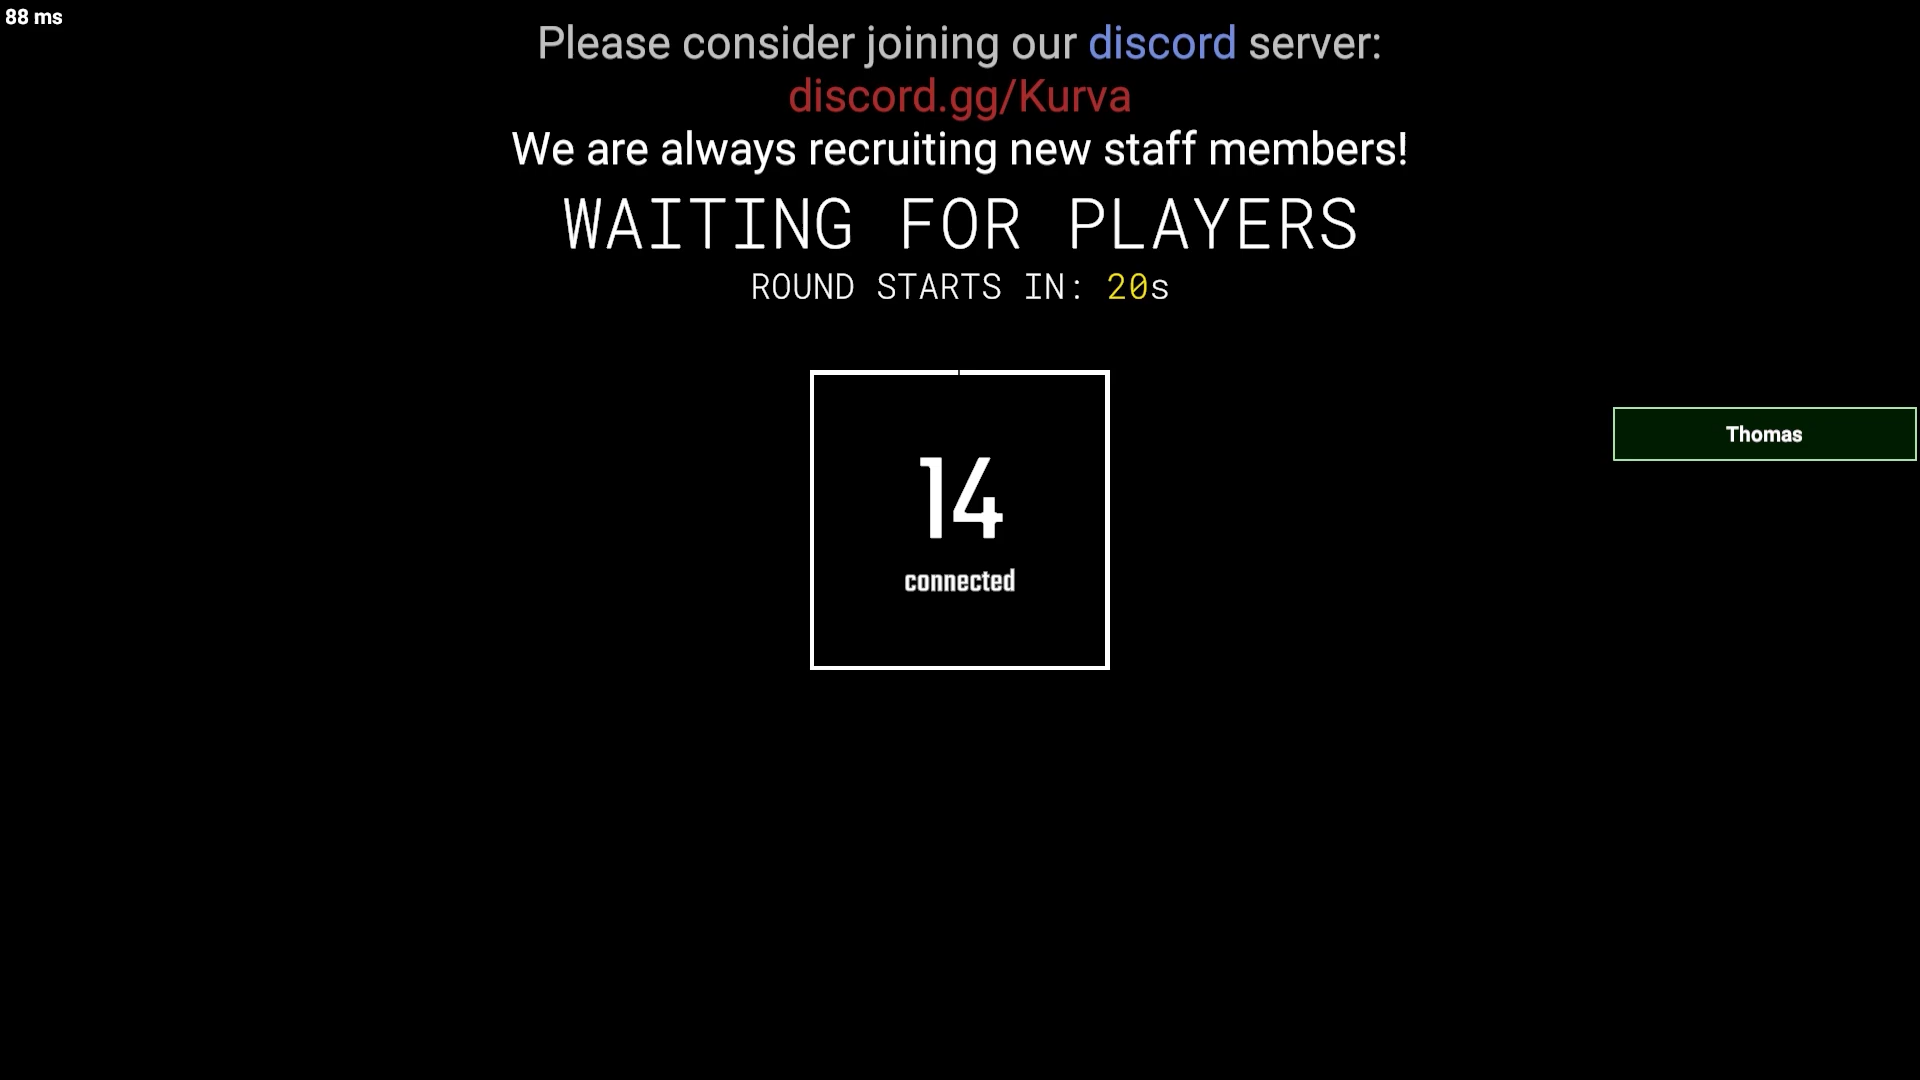 88 ms
Please consider joining our discord server:
discord.gg/Kurva
We are always recruiting new staff members!
WAITING FOR PLAYERS
ROUND STARTS IN: 20s
Thomas
14
connected